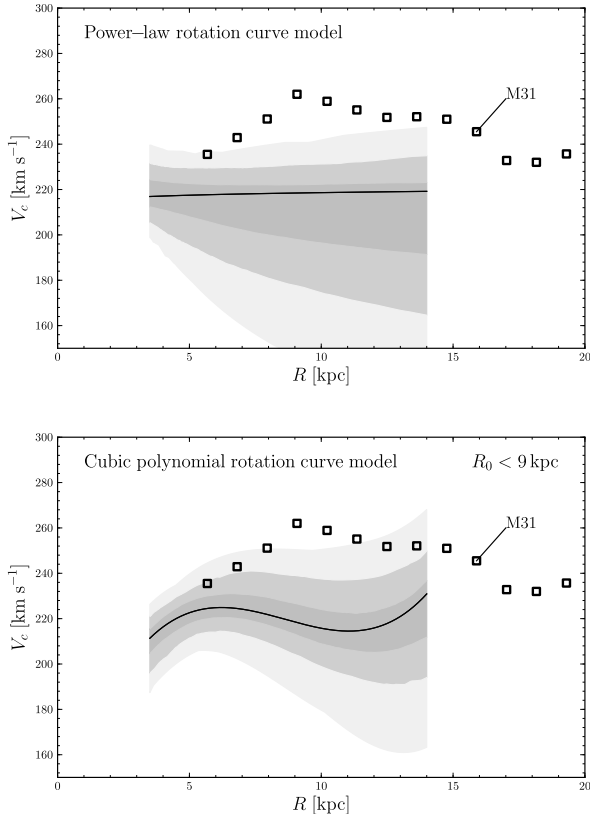 Power–law rotation curve model
M31
300
280
260
240
220
200
180
160
V_c [km s⁻¹]
0 5 10 15 20
R [kpc]
Cubic polynomial rotation curve model R₀ < 9 kpc
M31
300
280
260
240
220
200
180
160
V_c [km s⁻¹]
0 5 10 15 20
R [kpc]